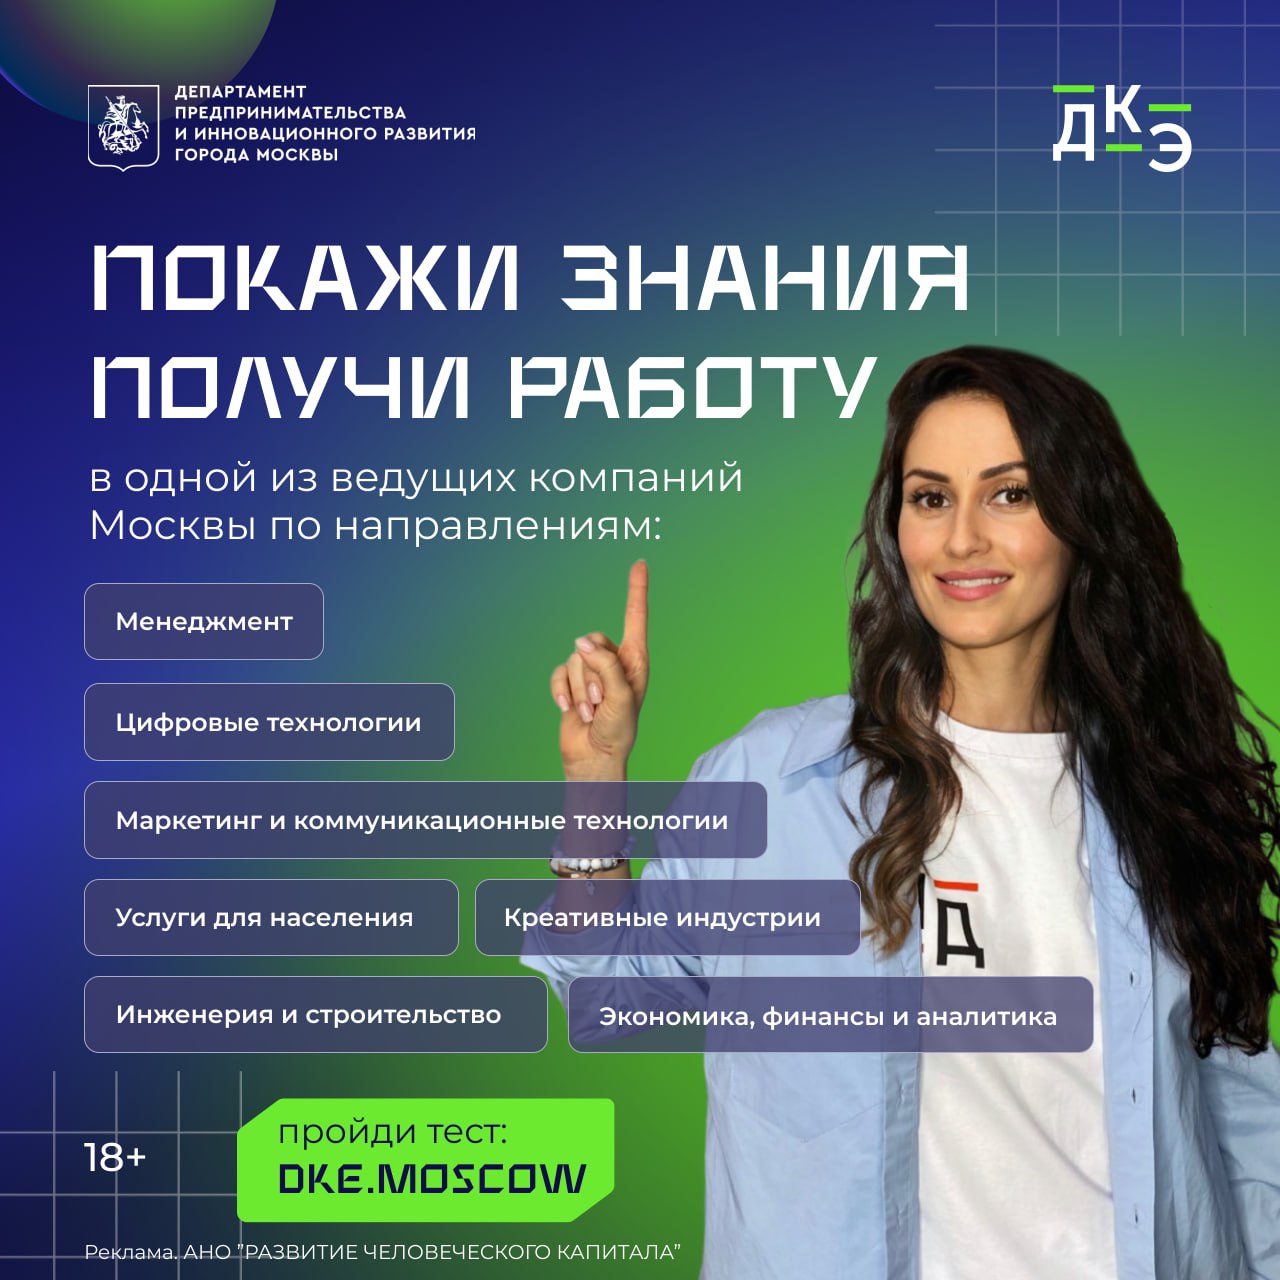 ДЕПАРТАМЕНТ
ПРЕДПРИНИМАТЕЛЬСТВА
И ИННОВАЦИОННОГО РАЗВИТИЯ
ГОРОДА МОСКВЫ
ДКЭ
ПОКАЖИ ЗНАНИЯ
ПОЛУЧИ РАБОТУ
в одной из ведущих компаний
Москвы по направлениям:
Менеджмент
Цифровые технологии
Маркетинг и коммуникационные технологии
Услуги для населения
Креативные индустрии
Д
Инженерия и строительство
Экономика, финансы и аналитика
18+
пройди тест:
DKE.MOSCOW
Реклама. АНО "РАЗВИТИЕ ЧЕЛОВЕЧЕСКОГО КАПИТАЛА”